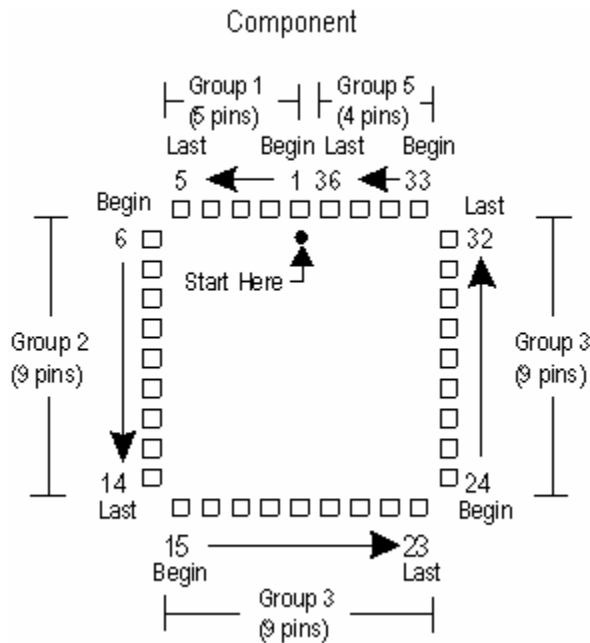 Component
Group 1 Group 5
(5 pins) (4 pins)
Last Begin Last Begin
5 1 36 33
Begin Last
6 32
Start Here
Group 2 Group 3
(9 pins) (9 pins)
14 24
Last Begin
15 23
Begin Last
Group 3
(9 pins)